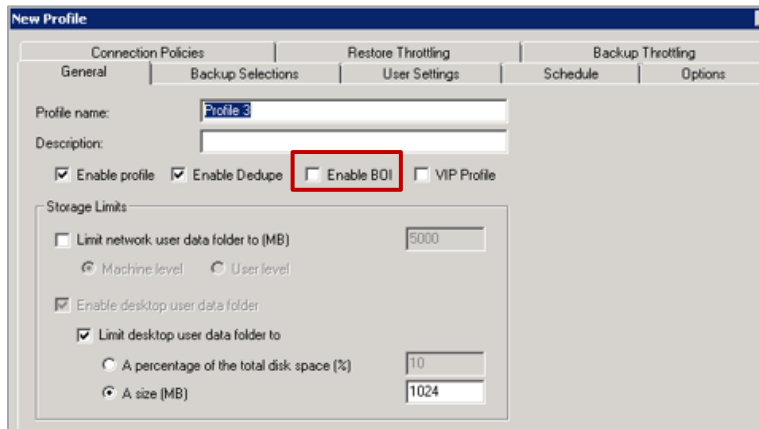 New Profile
Connection Policies Restore Throttling Backup Throttling
General Backup Selections User Settings Schedule Options
Profile name: Profile 3
Description:
Enable profile Enable Dedupe Enable BOI VIP Profile
Storage Limits
Limit network user data folder to (MB) 5000
Machine level User level
Enable desktop user data folder
Limit desktop user data folder to
A percentage of the total disk space (%) 10
A size (MB) 1024